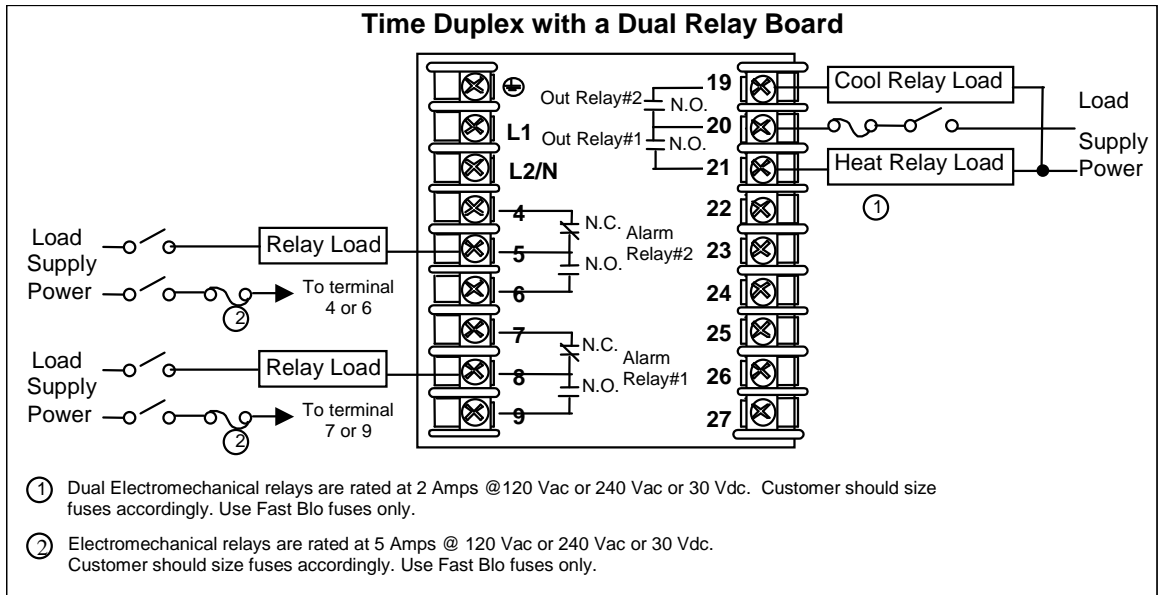 Time Duplex with a Dual Relay Board
L1
L2/N
4
5
6
7
8
9
N.C.
N.O.
Alarm
Relay#2
N.C.
N.O.
Alarm
Relay#1
Out Relay#2
N.O.
Out Relay#1
N.O.
19
20
21
22
23
24
25
26
27
Cool Relay Load
Heat Relay Load
1
Load
Supply
Power
Load
Supply
Power
Relay Load
2
To terminal
4 or 6
Load
Supply
Power
Relay Load
2
To terminal
7 or 9
1 Dual Electromechanical relays are rated at 2 Amps @120 Vac or 240 Vac or 30 Vdc. Customer should size
fuses accordingly. Use Fast Blo fuses only.
2 Electromechanical relays are rated at 5 Amps @ 120 Vac or 240 Vac or 30 Vdc.
Customer should size fuses accordingly. Use Fast Blo fuses only.